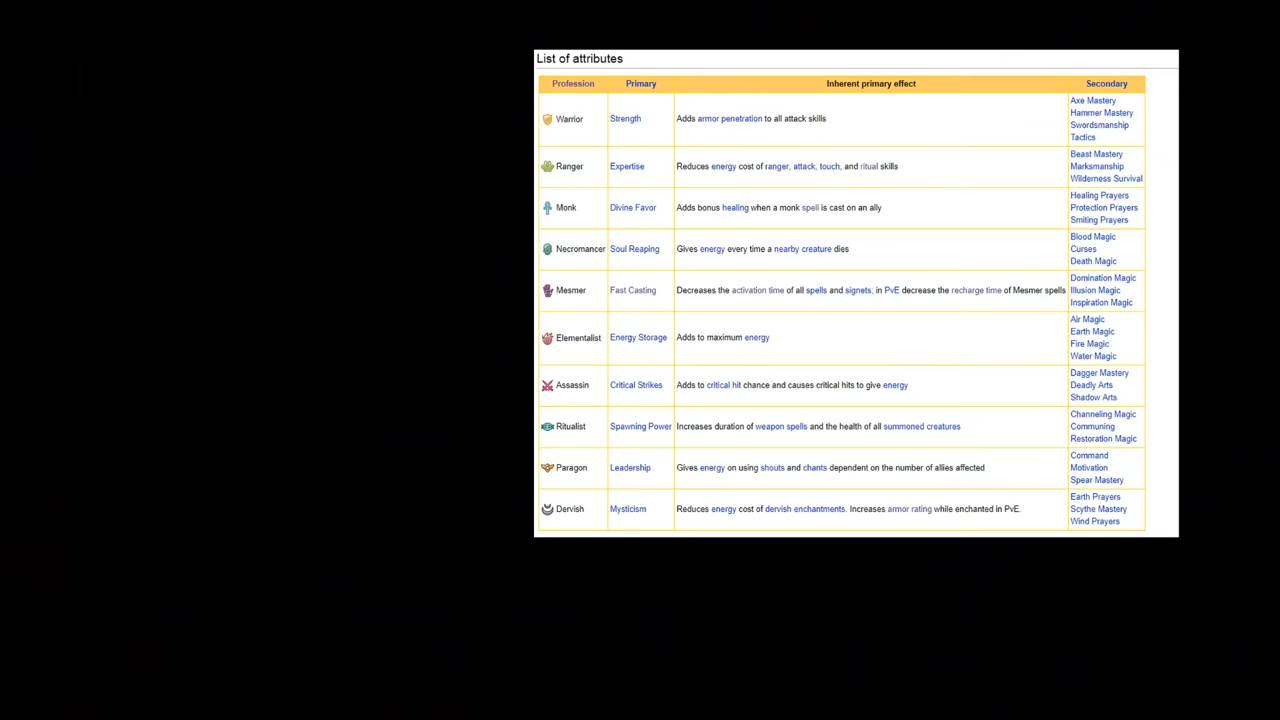 List of attributes
Profession Primary Inherent primary effect Secondary
Warrior Strength Adds armor penetration to all attack skills
Axe Mastery
Hammer Mastery
Swordsmanship
Tactics
Ranger Expertise Reduces energy cost of ranger, attack, touch, and ritual skills
Beast Mastery
Marksmanship
Wilderness Survival
Monk Divine Favor Adds bonus healing when a monk spell is cast on an ally
Healing Prayers
Protection Prayers
Smiting Prayers
Necromancer Soul Reaping Gives energy every time a nearby creature dies
Blood Magic
Curses
Death Magic
Mesmer Fast Casting Decreases the activation time of all spells and signets; in PvE decrease the recharge time of Mesmer spells
Domination Magic
Illusion Magic
Inspiration Magic
Elementalist Energy Storage Adds to maximum energy
Air Magic
Earth Magic
Fire Magic
Water Magic
Assassin Critical Strikes Adds to critical hit chance and causes critical hits to give energy
Dagger Mastery
Deadly Arts
Shadow Arts
Ritualist Spawning Power Increases duration of weapon spells and the health of all summoned creatures
Channeling Magic
Communing
Restoration Magic
Paragon Leadership Gives energy on using shouts and chants dependent on the number of allies affected
Command
Motivation
Spear Mastery
Dervish Mysticism Reduces energy cost of dervish enchantments. Increases armor rating while enchanted in PvE.
Earth Prayers
Scythe Mastery
Wind Prayers